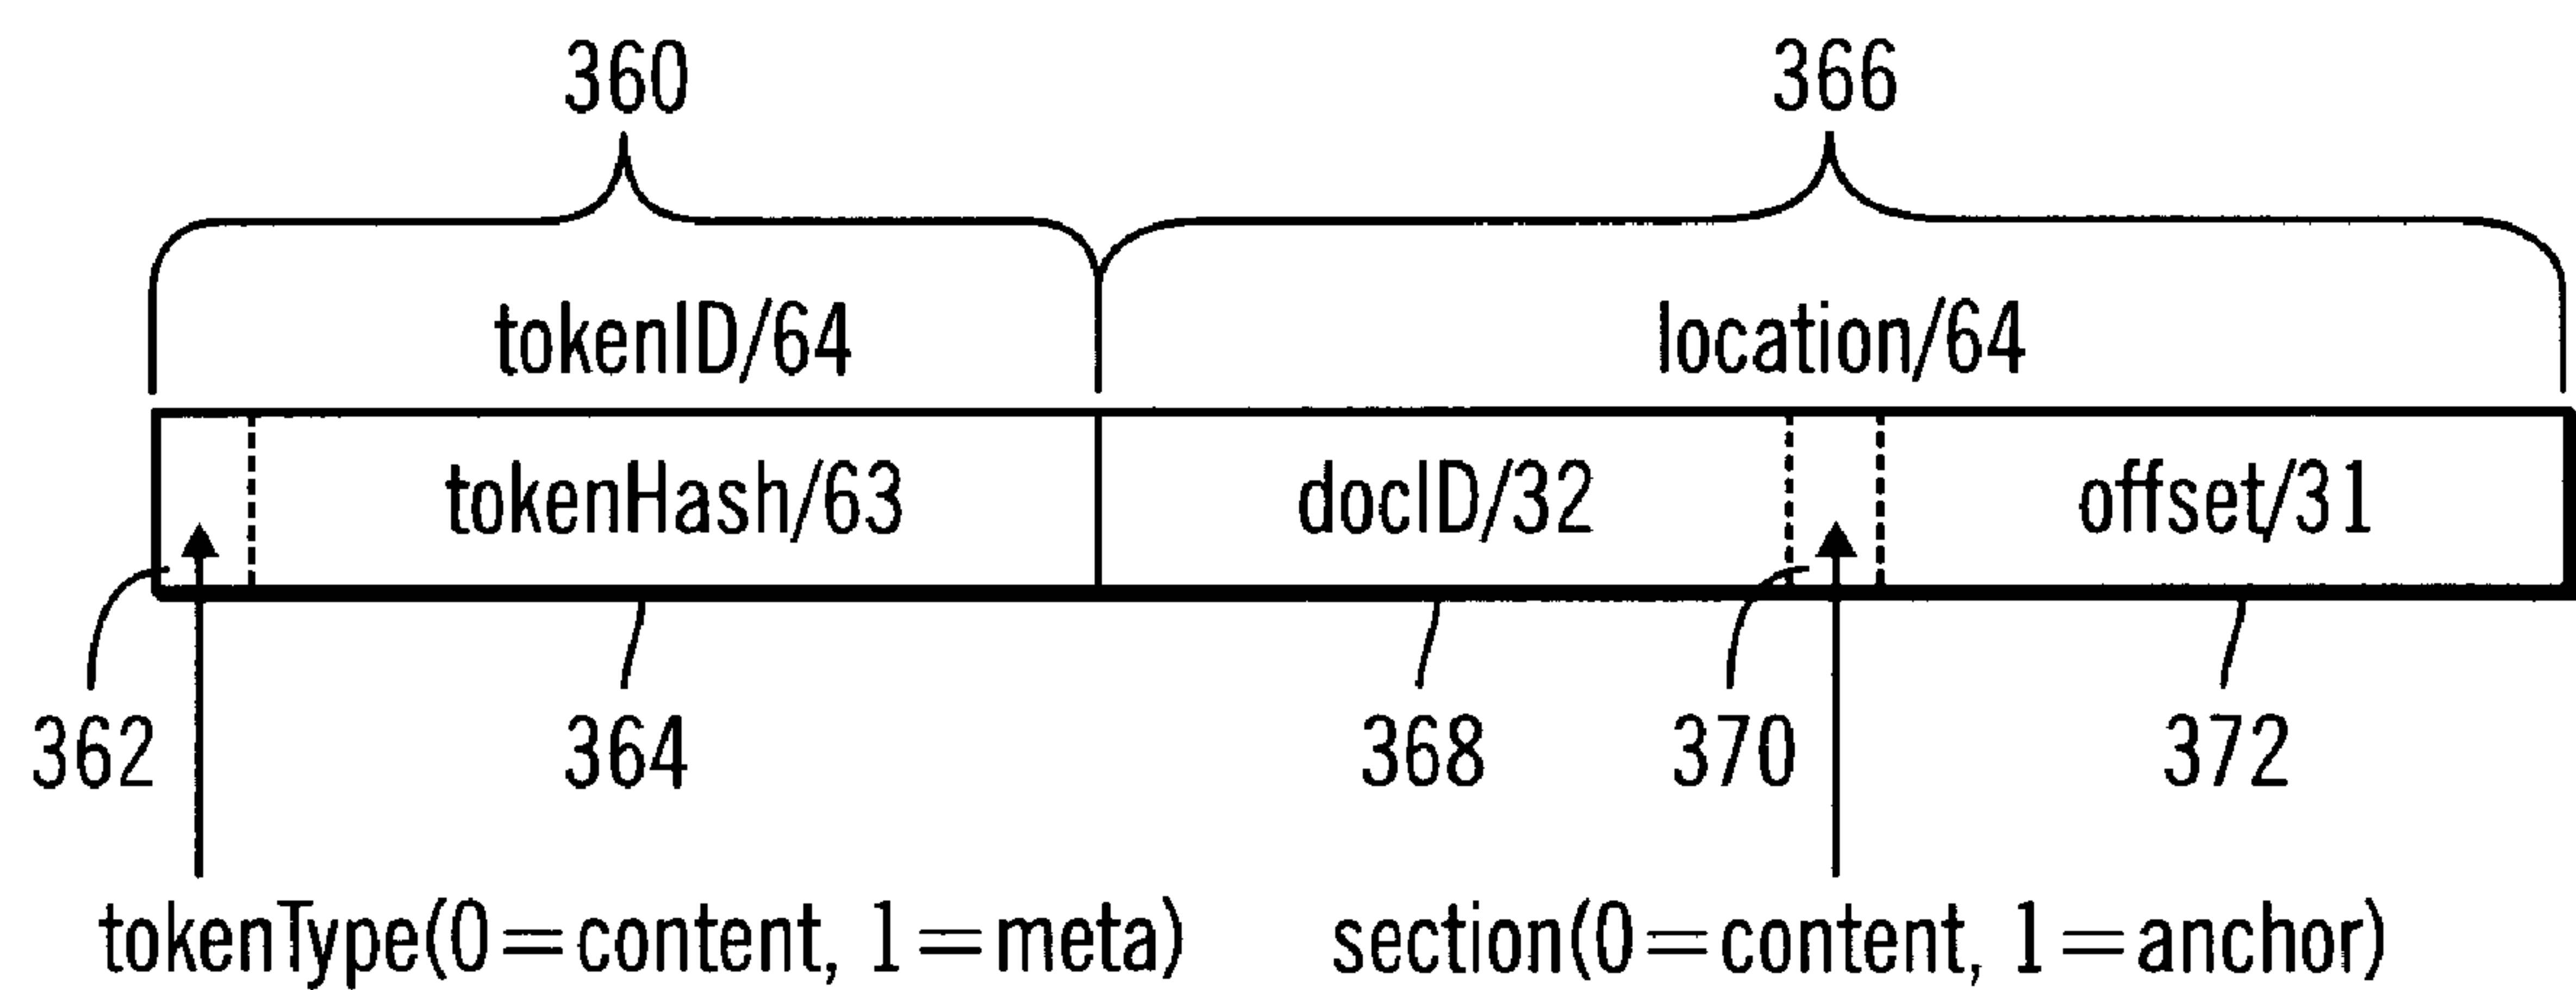 360 366
tokenID/64 location/64
tokenHash/63 docID/32 offset/31
362 364 368 370 372
tokenType(0=content, 1=meta) section(0=content, 1=anchor)